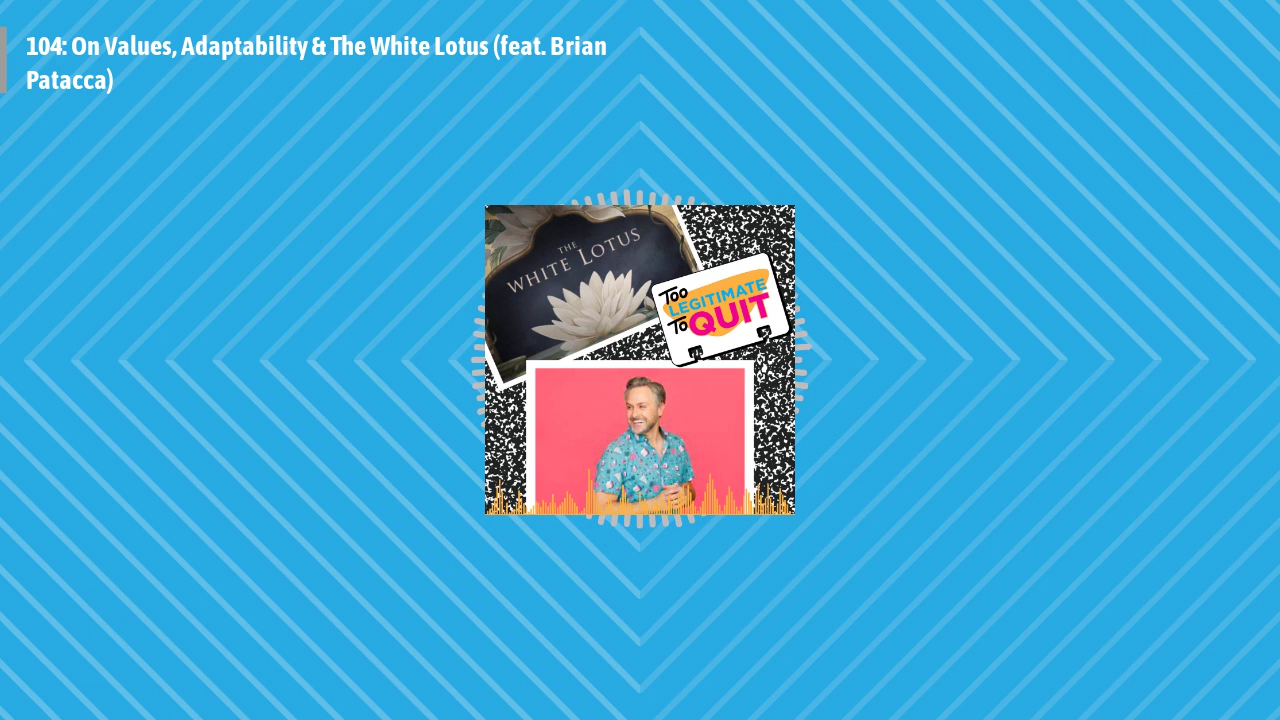 104: On Values, Adaptability & The White Lotus (feat. Brian
Patacca)
THE
WHITE LOTUS
Too
LEGITIMATE
To QUIT